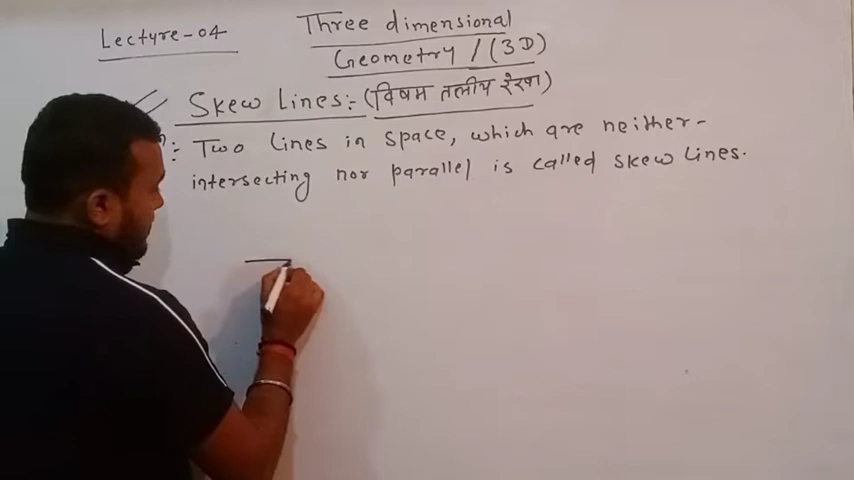 Lecture-04
Three dimensional
Geometry / (3D)
Skew Lines:- (विषम तलीय रेखा)
: Two lines in space, which are neither-
intersecting nor parallel is called skew lines.